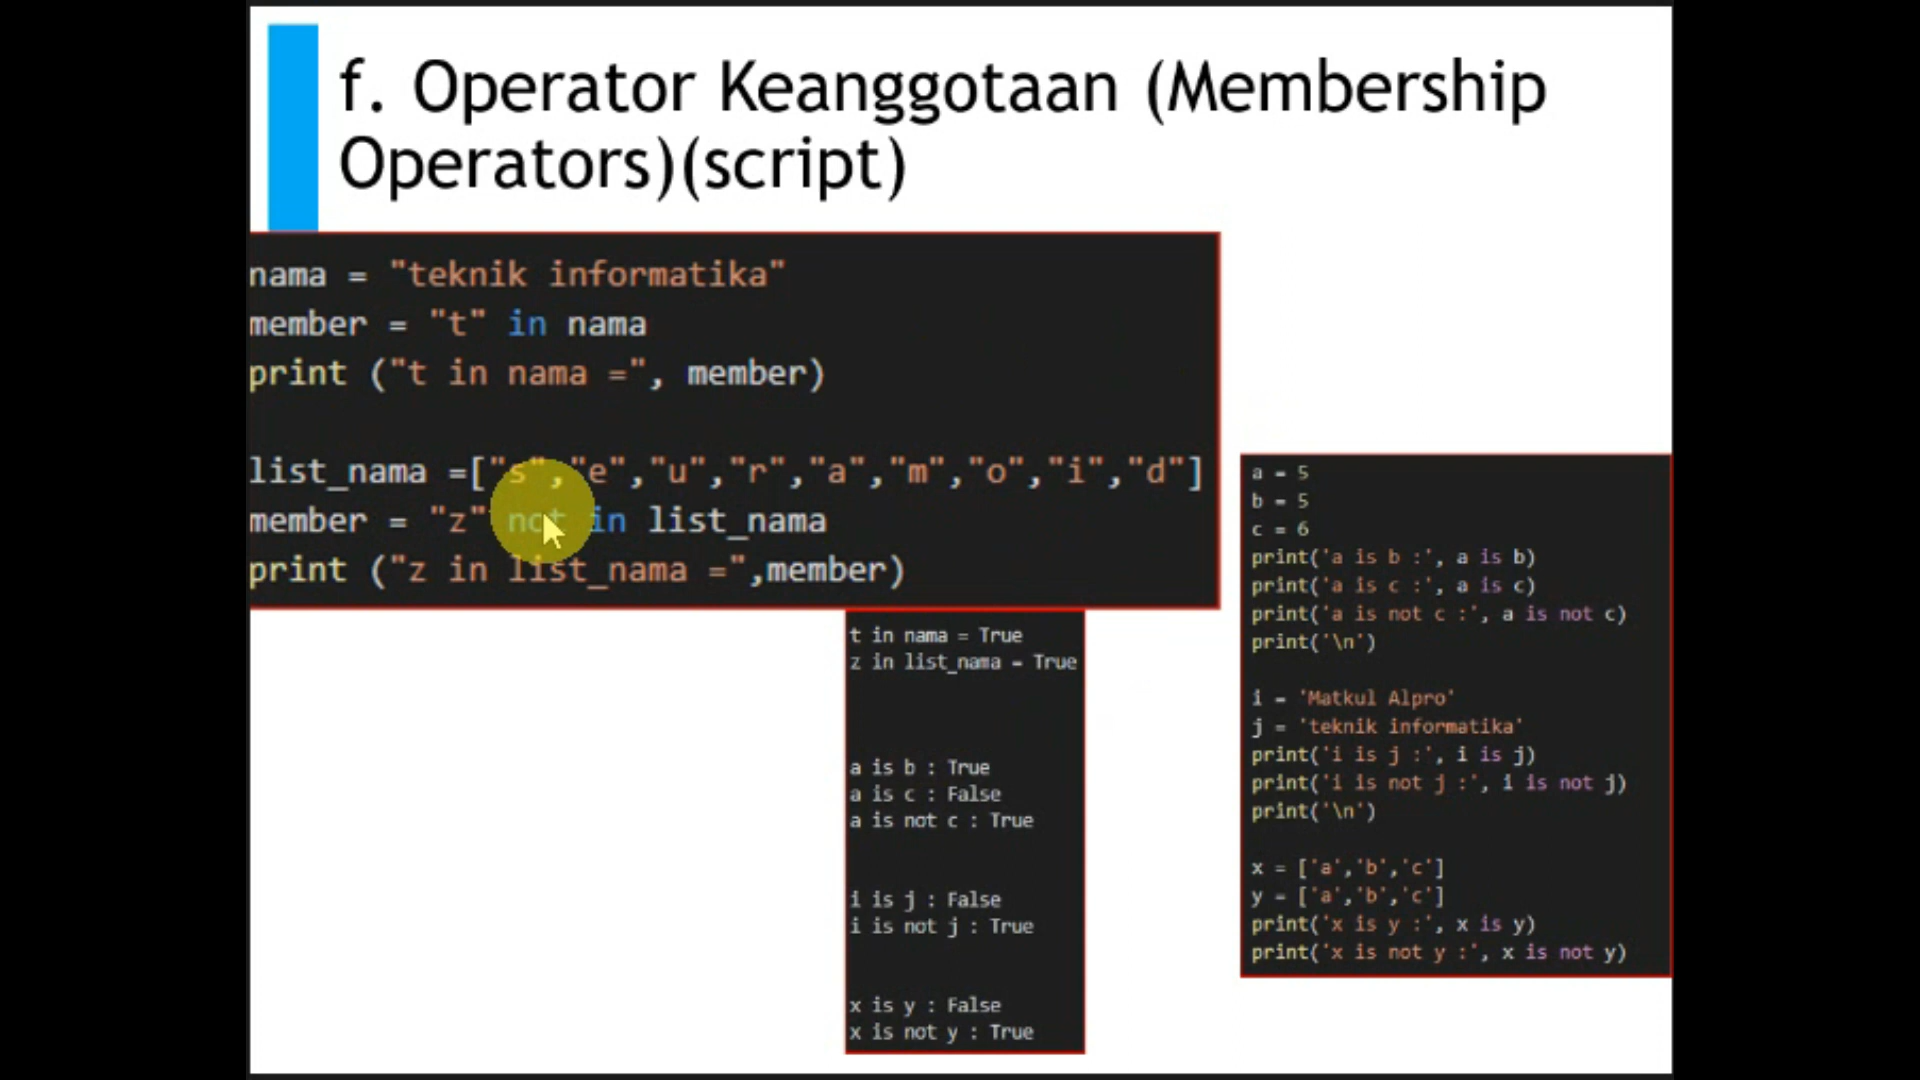 f. Operator Keanggotaan (Membership
Operators)(script)
nama = "teknik informatika"
member = "t" in nama
print ("t in nama =", member)
list_nama =["s","e","u","r","a","m","o","i","d"]
member = "z" not in list_nama
print ("z in list_nama =",member)
t in nama = True
z in list_nama = True
a is b : True
a is c : False
a is not c : True
i is j : False
i is not j : True
x is y : False
x is not y : True
a = 5
b = 5
c = 6
print('a is b :', a is b)
print('a is c :', a is c)
print('a is not c :', a is not c)
print('\n')
i = 'Matkul Alpro'
j = 'teknik informatika'
print('i is j :', i is j)
print('i is not j :', i is not j)
print('\n')
x = ['a','b','c']
y = ['a','b','c']
print('x is y :', x is y)
print('x is not y :', x is not y)